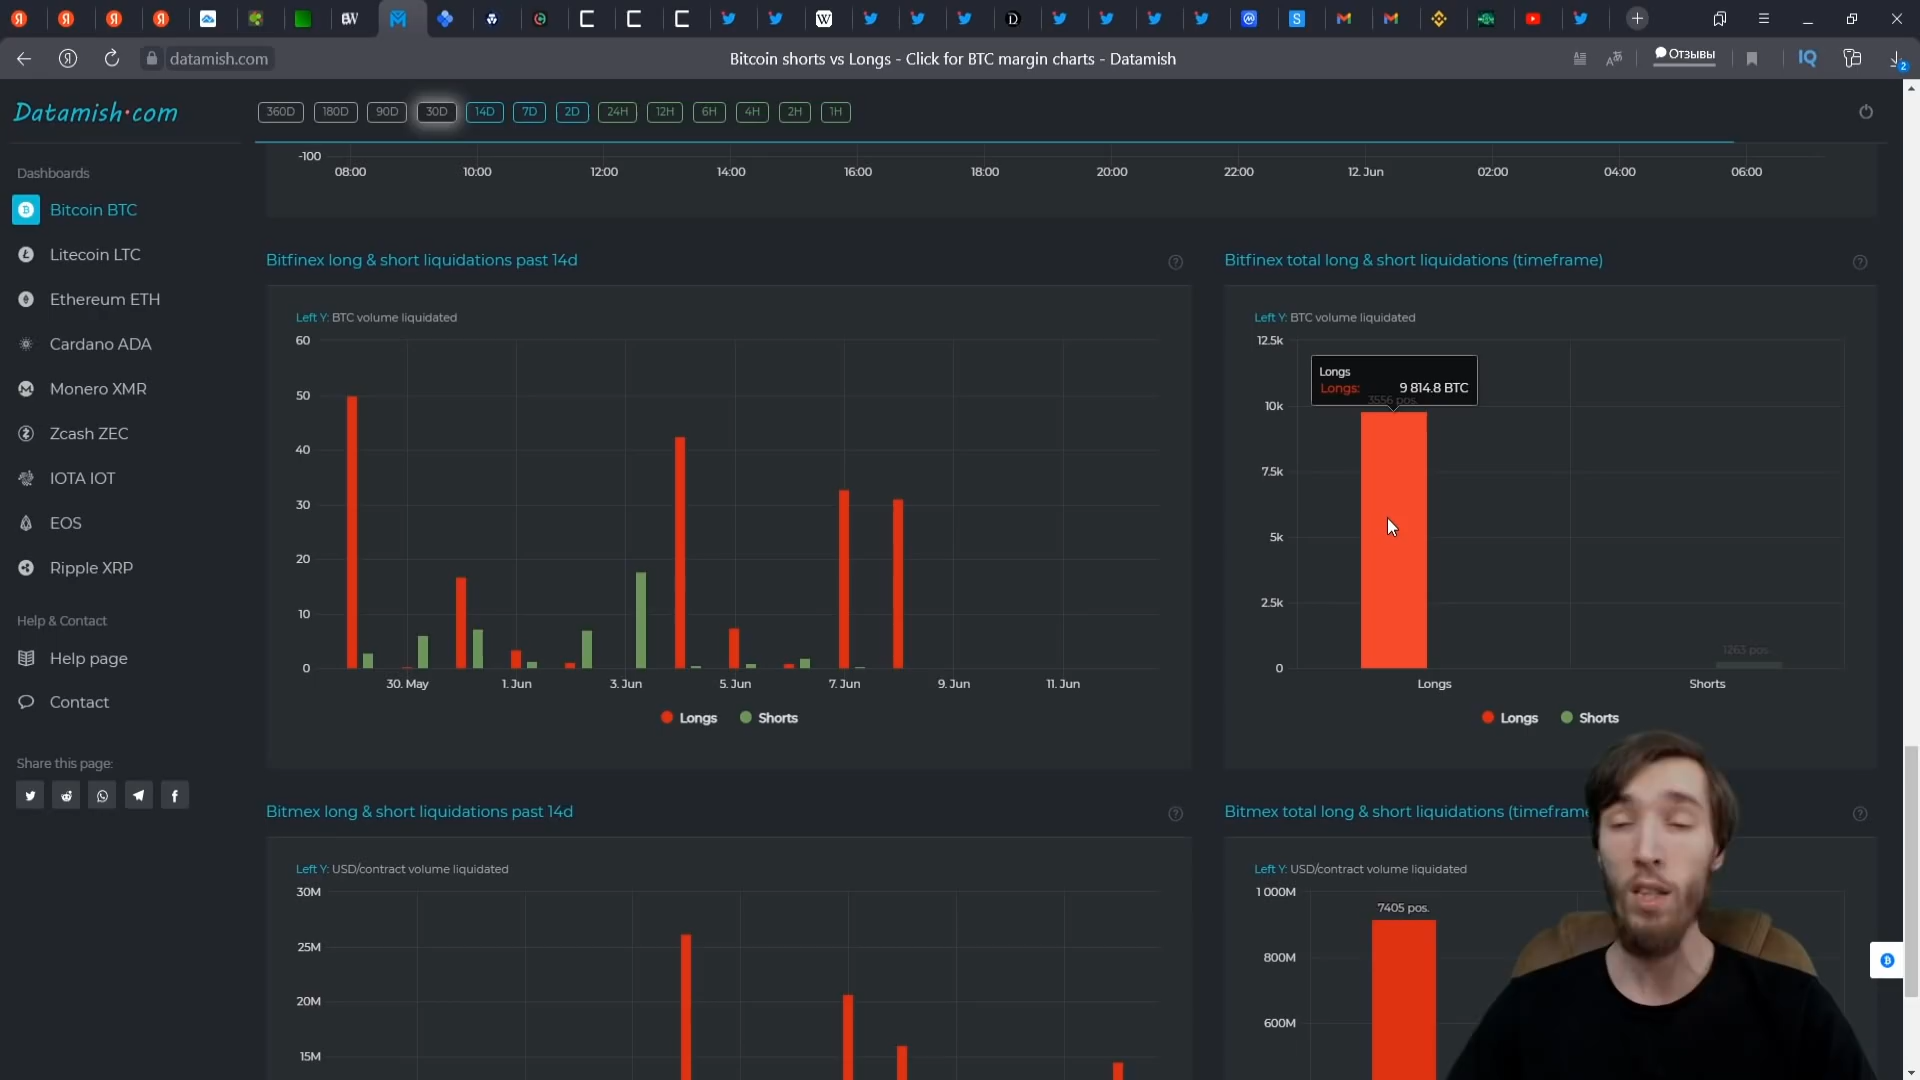 datamish.com
Bitcoin shorts vs Longs - Click for BTC margin charts - Datamish
Отзывы
2
Datamish.com
360D 180D 90D 30D 14D 7D 2D 24H 12H 6H 4H 2H 1H
Dashboards
Bitcoin BTC
Litecoin LTC
Ethereum ETH
Cardano ADA
Monero XMR
Zcash ZEC
IOTA IOT
EOS
Ripple XRP
Help & Contact
Help page
Contact
Share this page:
-100
08:00 10:00 12:00 14:00 16:00 18:00 20:00 22:00 12. Jun 02:00 04:00 06:00
Bitfinex long & short liquidations past 14d
Left Y: BTC volume liquidated
60
50
40
30
20
10
0
30. May 1. Jun 3. Jun 5. Jun 7. Jun 9. Jun 11. Jun
Longs Shorts
Bitfinex total long & short liquidations (timeframe)
Left Y: BTC volume liquidated
12.5k
Longs
Longs: 9 814.8 BTC
3556 pos.
10k
7.5k
5k
2.5k
1263 pos.
0
Longs Shorts
Longs Shorts
Bitmex long & short liquidations past 14d
Left Y: USD/contract volume liquidated
30M
25M
20M
15M
Bitmex total long & short liquidations (timeframe
Left Y: USD/contract volume liquidated
1 000M
7405 pos.
800M
600M